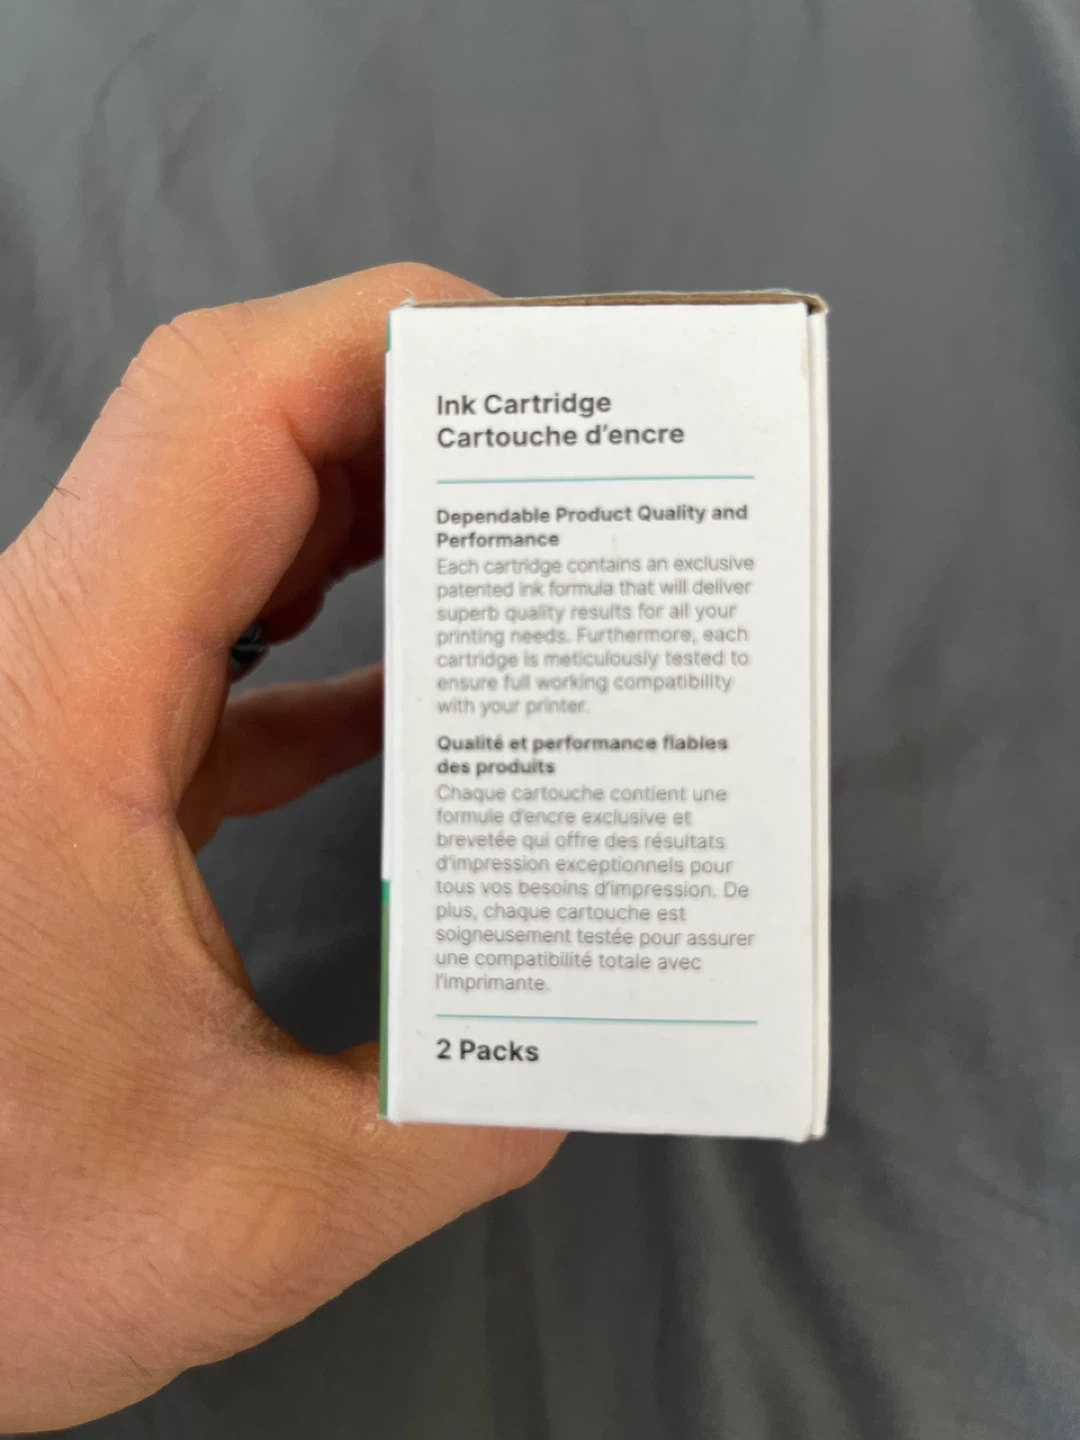 Ink Cartridge
Cartouche d'encre
Dependable Product Quality and
Performance
Each cartridge contains an exclusive
patented ink formula that will deliver
superb quality results for all your
printing needs. Furthermore, each
cartridge is meticulously tested to
ensure full working compatibility
with your printer.
Qualité et performance fiables
des produits
Chaque cartouche contient une
formule d'encre exclusive et
brevetée qui offre des résultats
d'impression exceptionnels pour
tous vos besoins d'impression. De
plus, chaque cartouche est
soigneusement testée pour assurer
une compatibilité totale avec
l'imprimante.
2 Packs